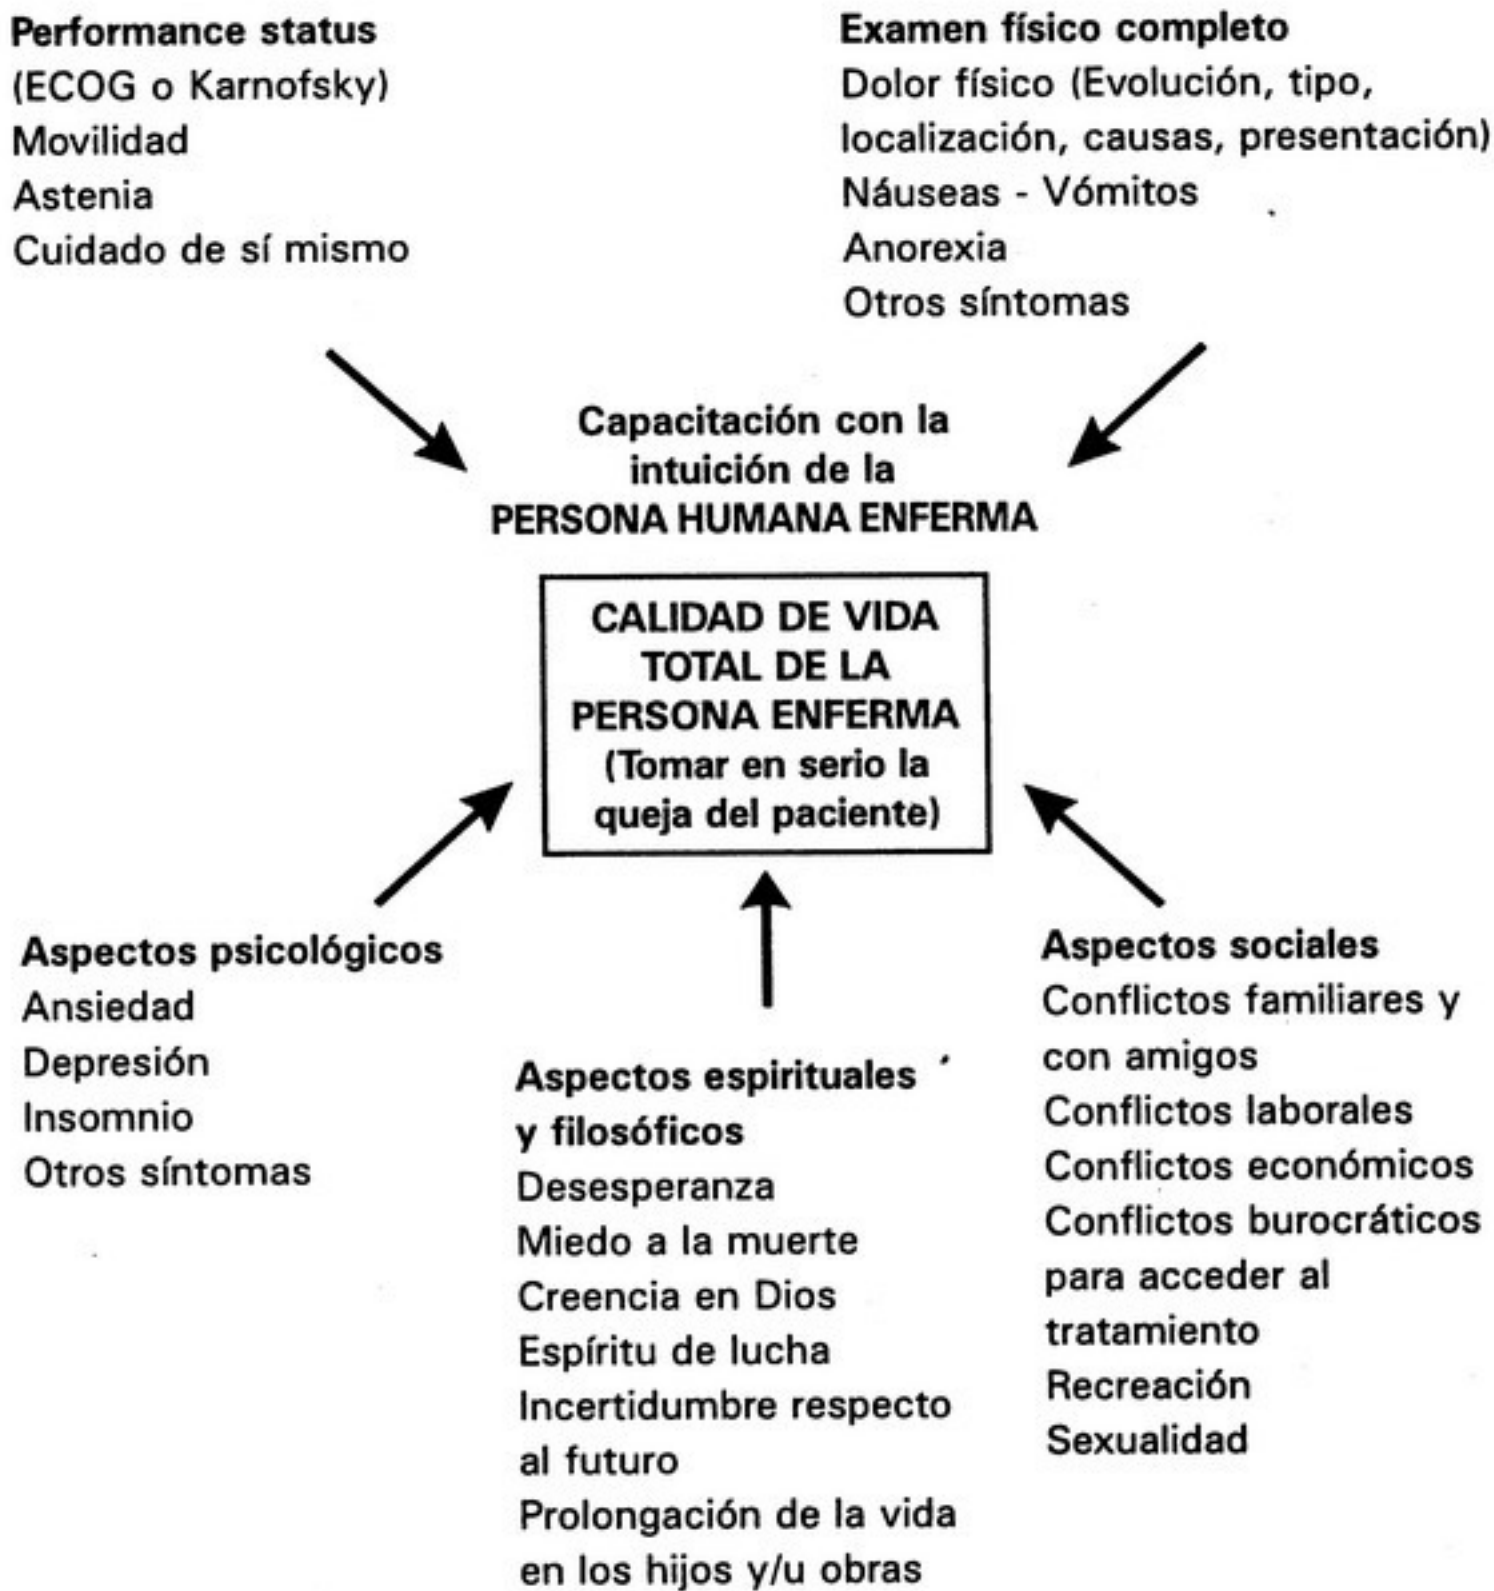 Performance status
(ECOG o Karnofsky)
Movilidad
Astenia
Cuidado de sí mismo
Examen físico completo
Dolor físico (Evolución, tipo,
localización, causas, presentación)
Náuseas - Vómitos
Anorexia
Otros síntomas
Capacitación con la
intuición de la
PERSONA HUMANA ENFERMA
CALIDAD DE VIDA
TOTAL DE LA
PERSONA ENFERMA
(Tomar en serio la
queja del paciente)
Aspectos psicológicos
Ansiedad
Depresión
Insomnio
Otros síntomas
Aspectos espirituales
y filosóficos
Desesperanza
Miedo a la muerte
Creencia en Dios
Espíritu de lucha
Incertidumbre respecto
al futuro
Prolongación de la vida
en los hijos y/u obras
Aspectos sociales
Conflictos familiares y
con amigos
Conflictos laborales
Conflictos económicos
Conflictos burocráticos
para acceder al
tratamiento
Recreación
Sexualidad